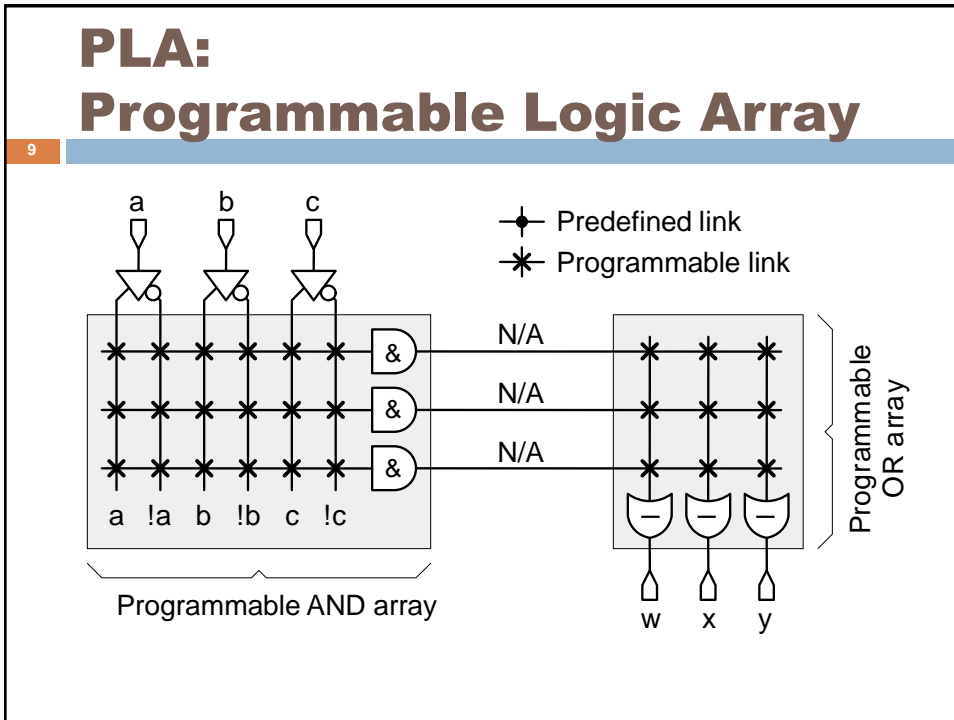 PLA:
Programmable Logic Array
9
a b c
Predefined link
Programmable link
N/A
&
N/A
&
N/A
&
a !a b !b c !c
Programmable AND array
Programmable
OR array
w x y